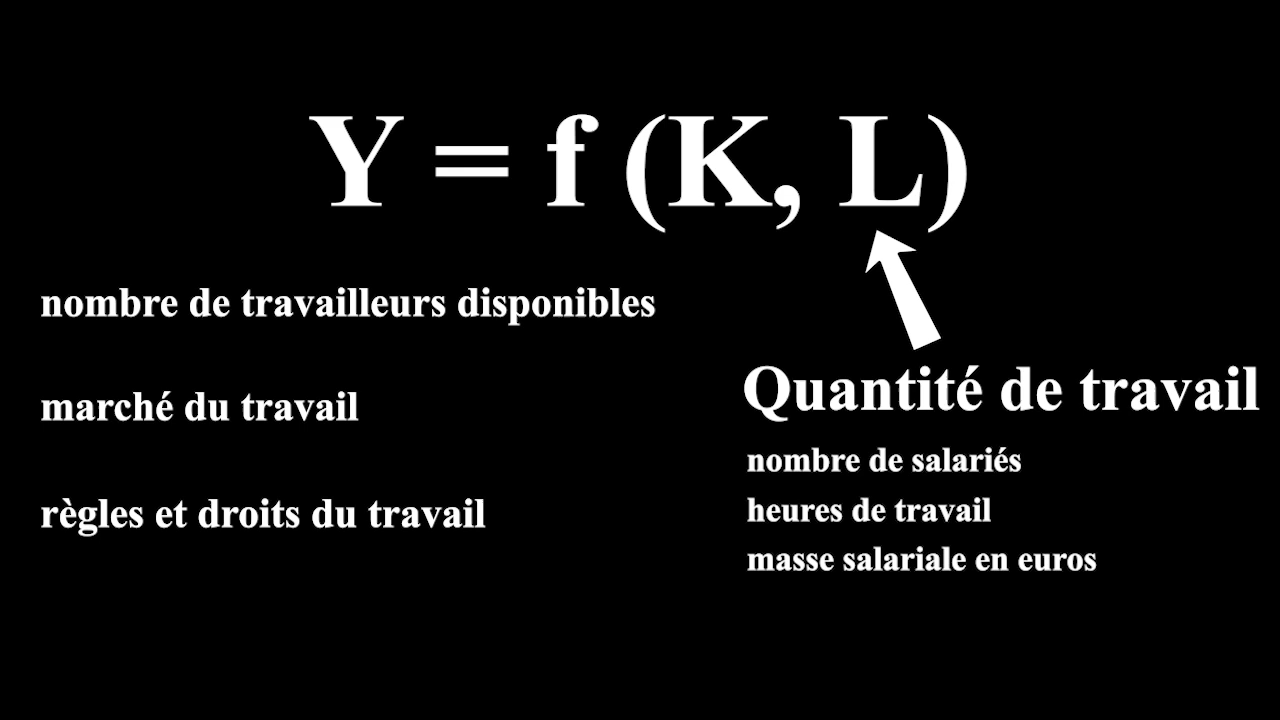 Y = f (K, L)
nombre de travailleurs disponibles
marché du travail
règles et droits du travail
Quantité de travail
nombre de salariés
heures de travail
masse salariale en euros